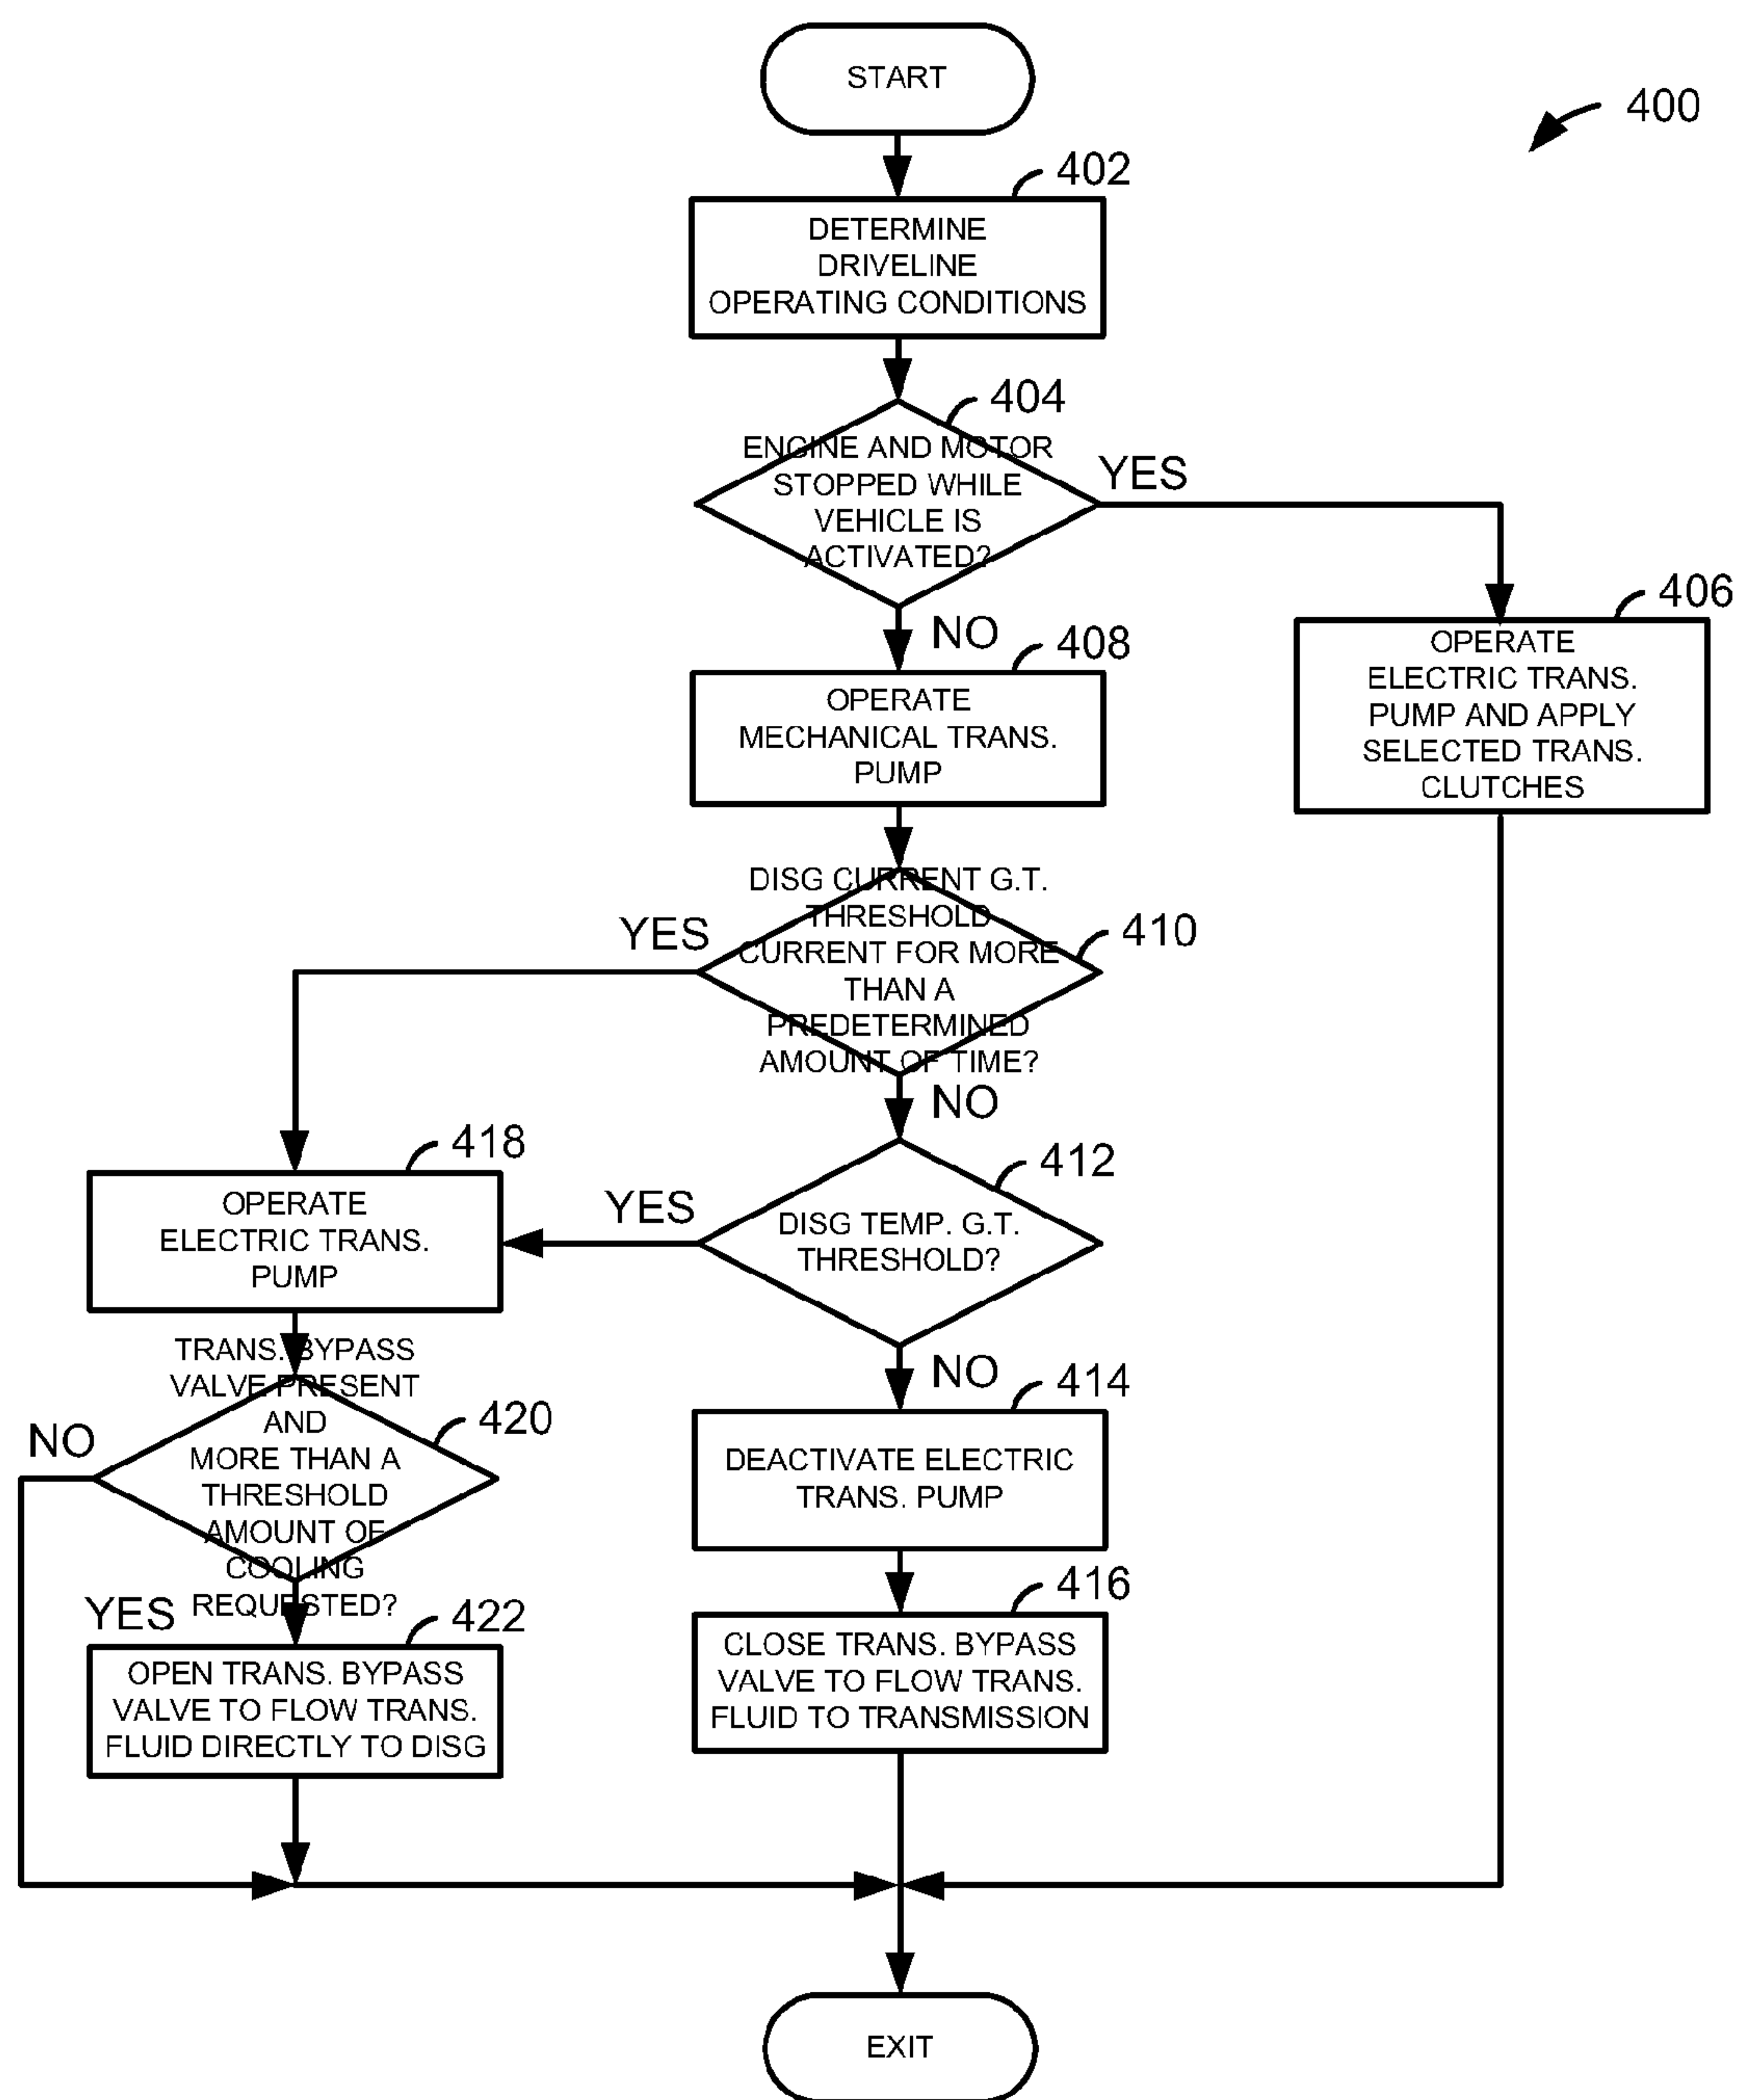 START
400
402
DETERMINE
DRIVELINE
OPERATING CONDITIONS
404
ENGINE AND MOTOR
STOPPED WHILE
VEHICLE IS
ACTIVATED?
YES
NO
406
OPERATE
ELECTRIC TRANS.
PUMP AND APPLY
SELECTED TRANS.
CLUTCHES
408
OPERATE
MECHANICAL TRANS.
PUMP
410
DISG CURRENT G.T.
THRESHOLD
CURRENT FOR MORE
THAN A
PREDETERMINED
AMOUNT OF TIME?
YES
NO
412
DISG TEMP. G.T.
THRESHOLD?
YES
NO
418
OPERATE
ELECTRIC TRANS.
PUMP
414
DEACTIVATE ELECTRIC
TRANS. PUMP
420
TRANS. BYPASS
VALVE PRESENT
AND
MORE THAN A
THRESHOLD
AMOUNT OF
COOLING
REQUESTED?
NO
YES
416
CLOSE TRANS. BYPASS
VALVE TO FLOW TRANS.
FLUID TO TRANSMISSION
422
OPEN TRANS. BYPASS
VALVE TO FLOW TRANS.
FLUID DIRECTLY TO DISG
EXIT